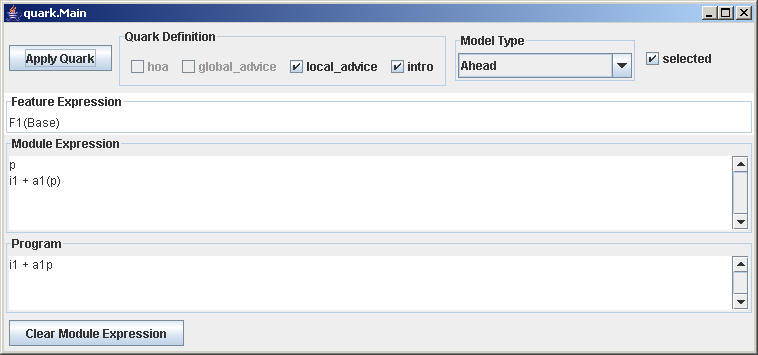 quark.Main
Quark Definition
Model Type
Apply Quark
hoa global_advice local_advice intro
Ahead
selected
Feature Expression
F1(Base)
Module Expression
p
i1 + a1(p)
Program
i1 + a1p
Clear Module Expression